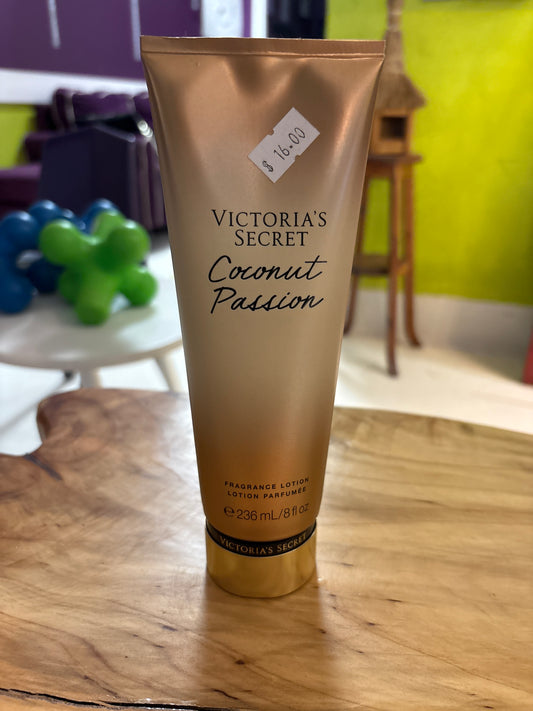 $ 16.00
VICTORIA'S
SECRET
Coconut
Passion
FRAGRANCE LOTION
LOTION PARFUMÉE
℮ 236 mL/8 fl oz
VICTORIA'S SECRET